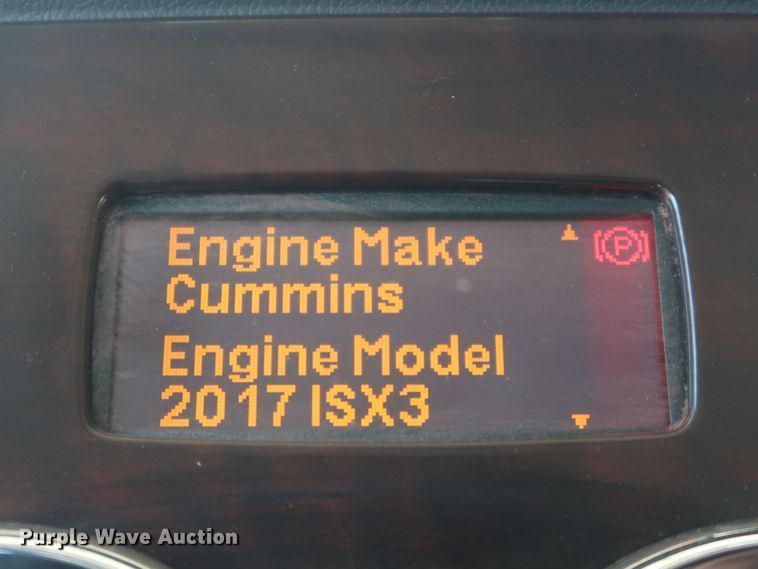 Engine Make
Cummins
Engine Model
2017 ISX3
(P)
Purple Wave Auction